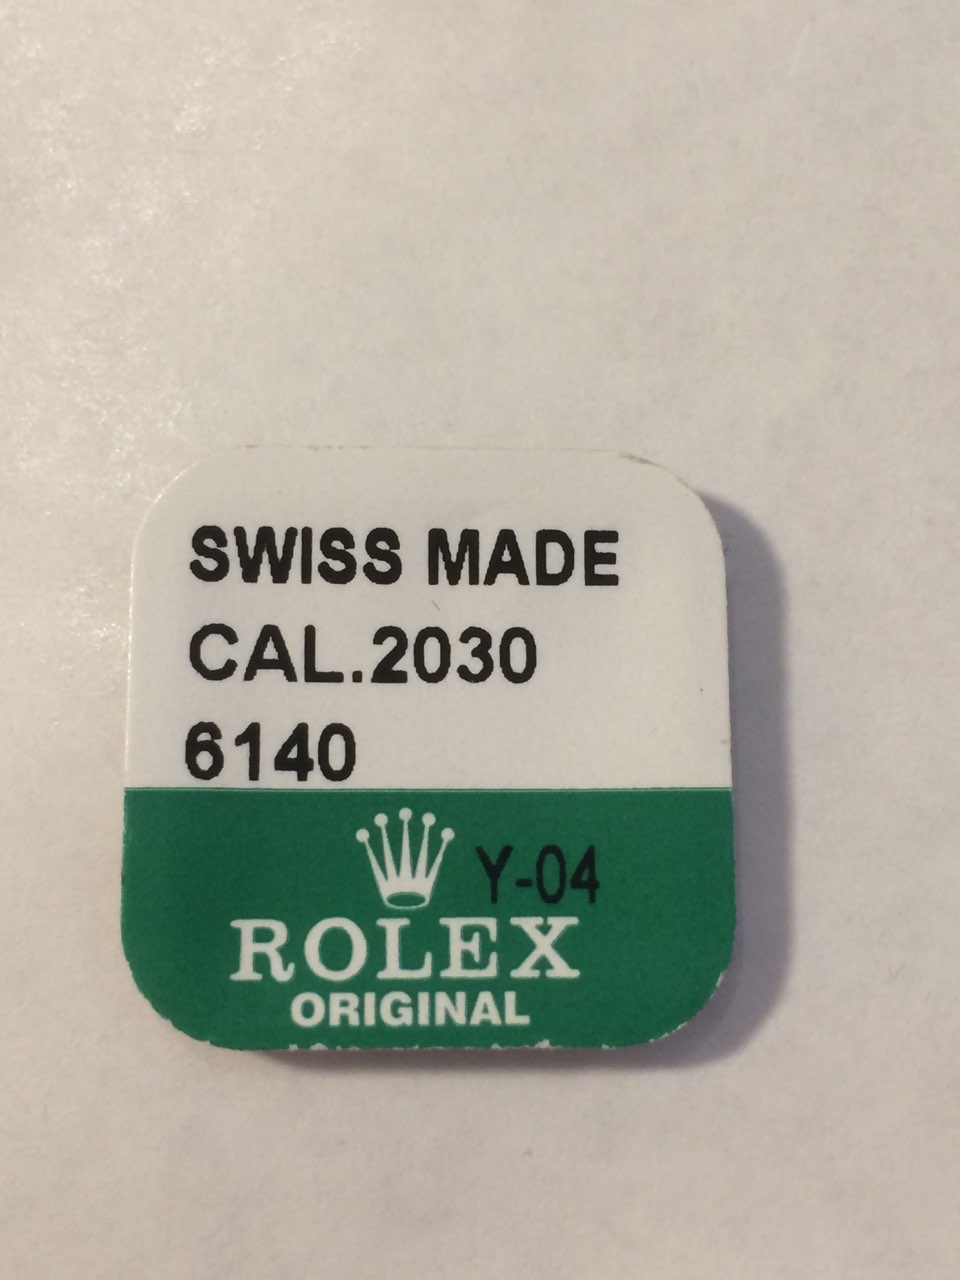 SWISS MADE
CAL.2030
6140
Y-04
ROLEX
ORIGINAL